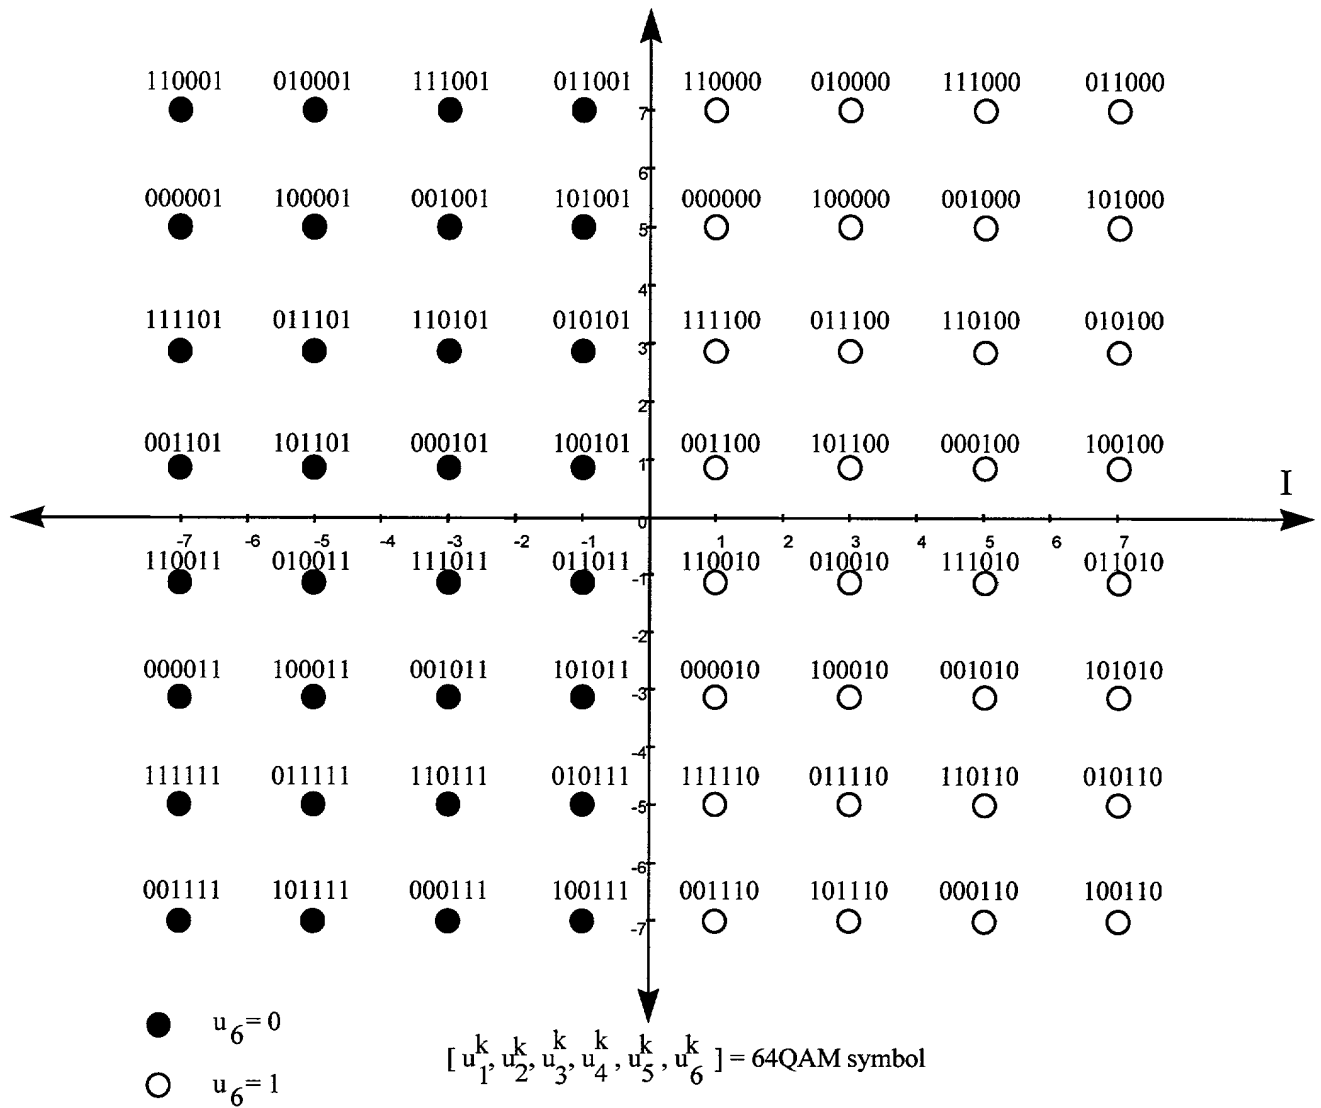 110001 010001 111001 011001 110000 010000 111000 011000
7
6
000001 100001 001001 101001 000000 100000 001000 101000
5
4
111101 011101 110101 010101 111100 011100 110100 010100
3
2
001101 101101 000101 100101 001100 101100 000100 100100
1
I
0
-7 -6 -5 -4 -3 -2 -1 1 2 3 4 5 6 7
110011 010011 111011 011011 110010 010010 111010 011010
-1
-2
000011 100011 001011 101011 000010 100010 001010 101010
-3
-4
111111 011111 110111 010111 111110 011110 110110 010110
-5
-6
001111 101111 000111 100111 001110 101110 000110 100110
-7
u6=0
[u1k, u2k, u3k, u4k, u5k, u6k] = 64QAM symbol
u6=1